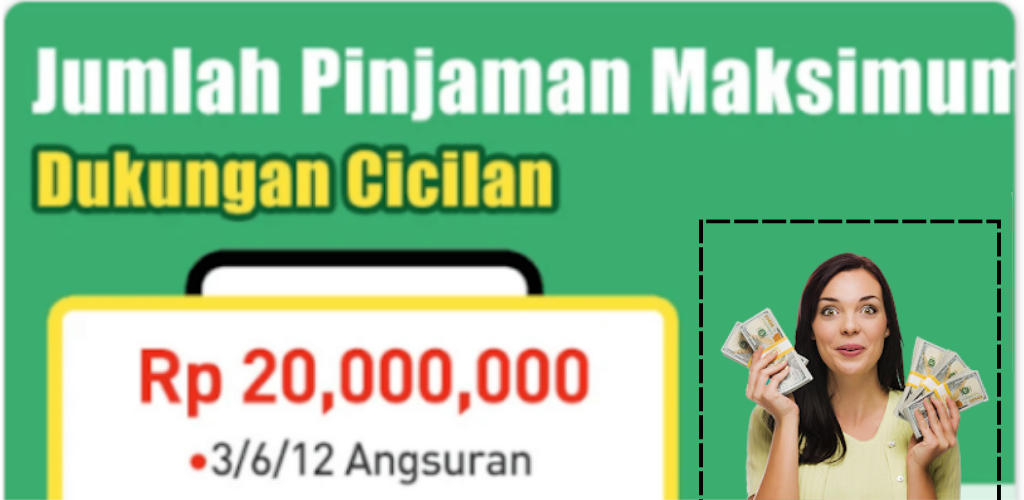 Jumlah Pinjaman Maksimum
Dukungan Cicilan
Rp 20,000,000
•3/6/12 Angsuran